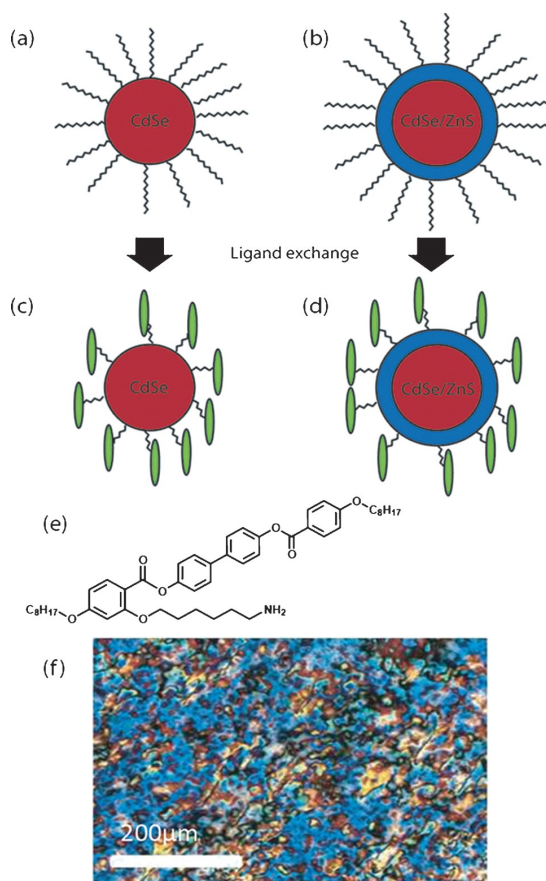 (a)
(b)
CdSe
CdSe/ZnS
Ligand exchange
(c)
(d)
CdSe
CdSe/ZnS
(e)
O
C₈H₁₇
O
O
O
O
C₈H₁₇
O
O
NH₂
(f)
200µm